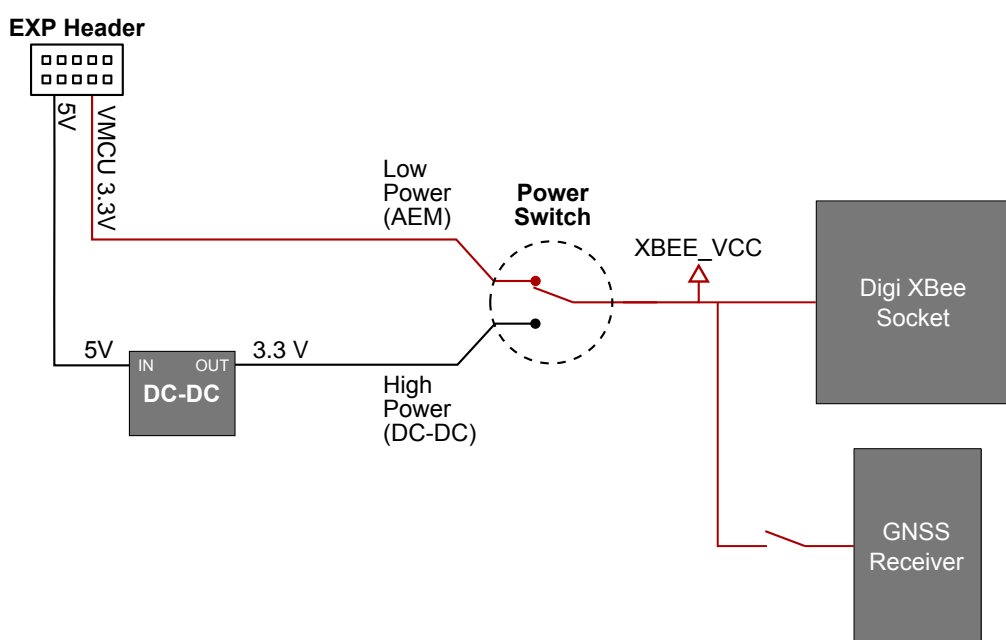 EXP Header
5V
VMCU 3.3V
Low
Power
(AEM)
Power
Switch
XBEE_VCC
Digi XBee
Socket
5V
IN
OUT
DC-DC
3.3 V
High
Power
(DC-DC)
GNSS
Receiver